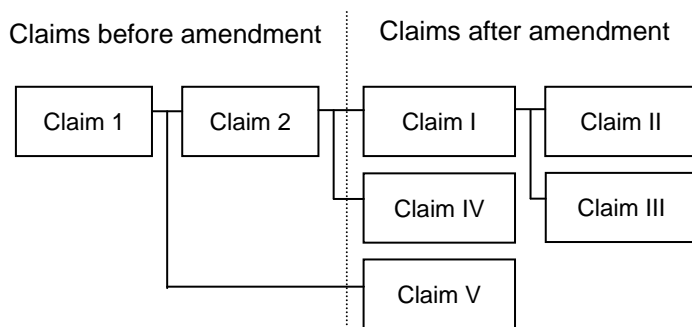 Claims before amendment
Claims after amendment
Claim 1
Claim 2
Claim I
Claim II
Claim IV
Claim III
Claim V